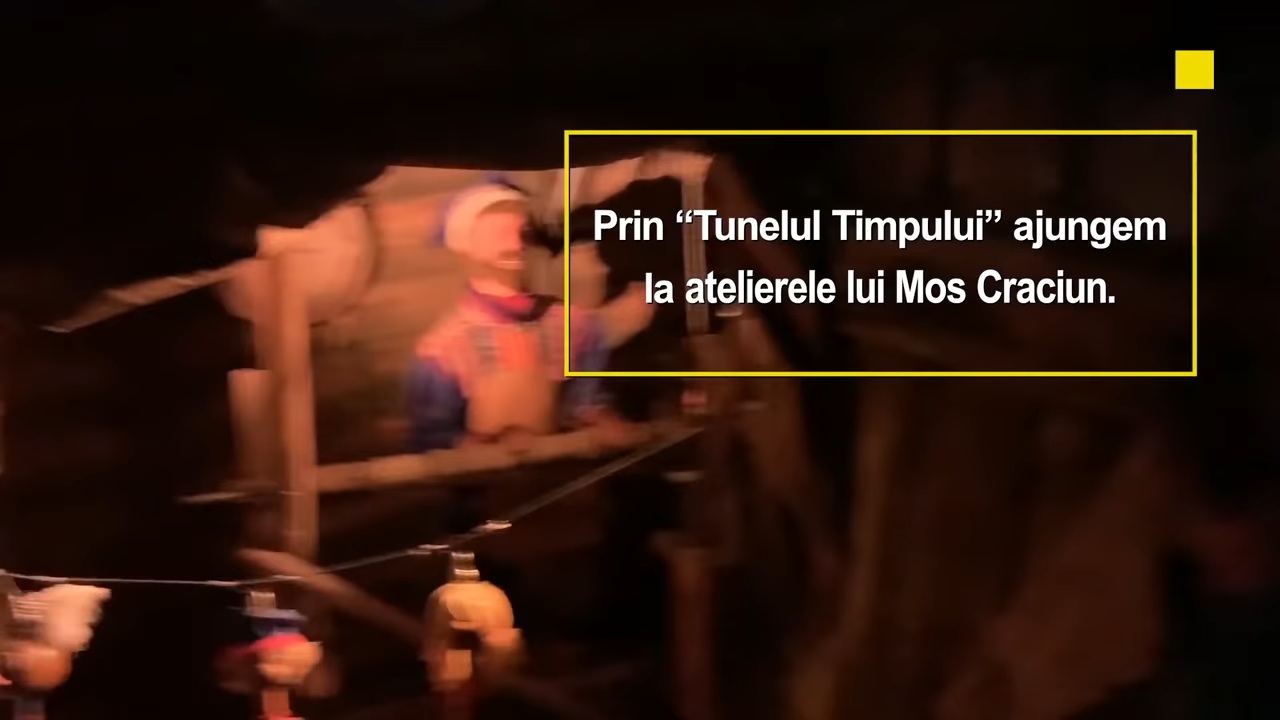 Prin “Tunelul Timpului” ajungem
la atelierele lui Mos Craciun.